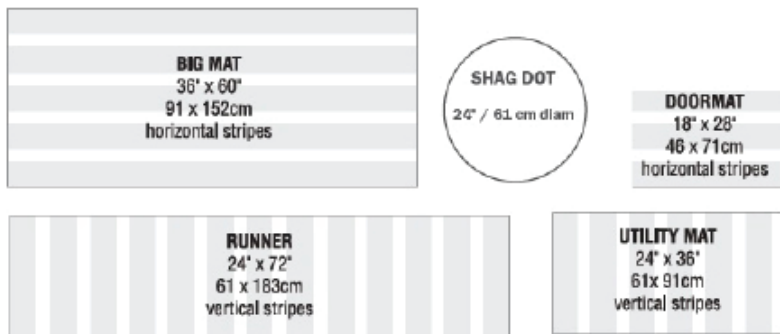 BIG MAT
36" x 60"
91 x 152cm
horizontal stripes
SHAG DOT
24" / 61 cm diam
DOORMAT
18" x 28"
46 x 71cm
horizontal stripes
RUNNER
24" x 72"
61 x 183cm
vertical stripes
UTILITY MAT
24" x 36"
61x 91cm
vertical stripes